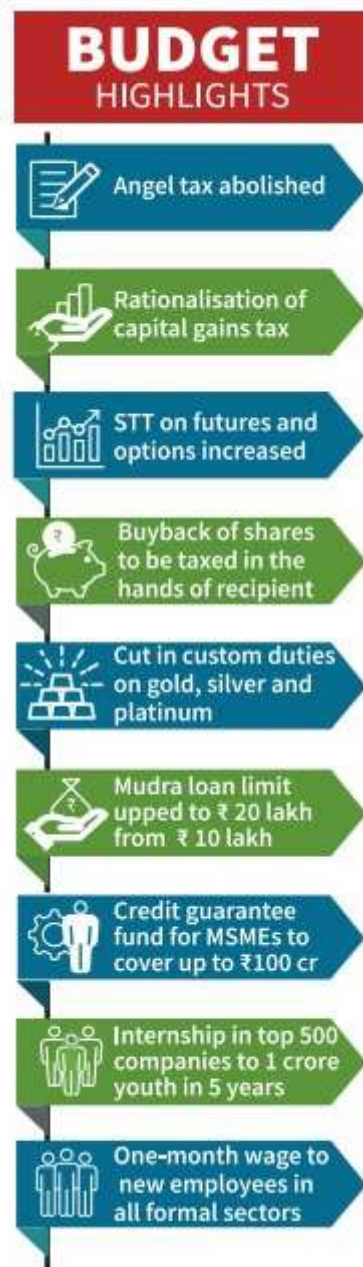 BUDGET
HIGHLIGHTS
Angel tax abolished
Rationalisation of
capital gains tax
STT on futures and
options increased
₹
Buyback of shares
to be taxed in the
hands of recipient
Cut in custom duties
on gold, silver and
platinum
₹
Mudra loan limit
upped to ₹ 20 lakh
from ₹ 10 lakh
Credit guarantee
fund for MSMEs to
cover up to ₹100 cr
Internship in top 500
companies to 1 crore
youth in 5 years
One-month wage to
new employees in
all formal sectors